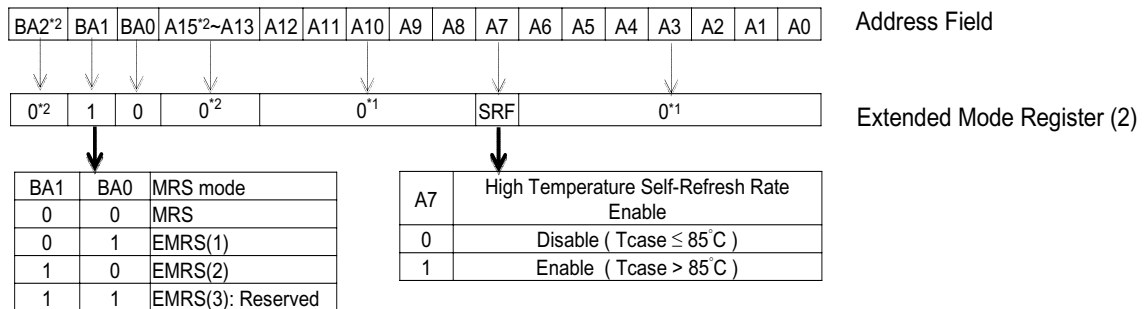 BA2*2 BA1 BA0 A15*2~A13 A12 A11 A10 A9 A8 A7 A6 A5 A4 A3 A2 A1 A0 Address Field
0*2 1 0 0*2 0*1 SRF 0*1 Extended Mode Register (2)
BA1 BA0 MRS mode
0 0 MRS
0 1 EMRS(1)
1 0 EMRS(2)
1 1 EMRS(3): Reserved
A7 High Temperature Self-Refresh Rate
Enable
0 Disable ( Tcase ≤ 85°C )
1 Enable ( Tcase > 85°C )